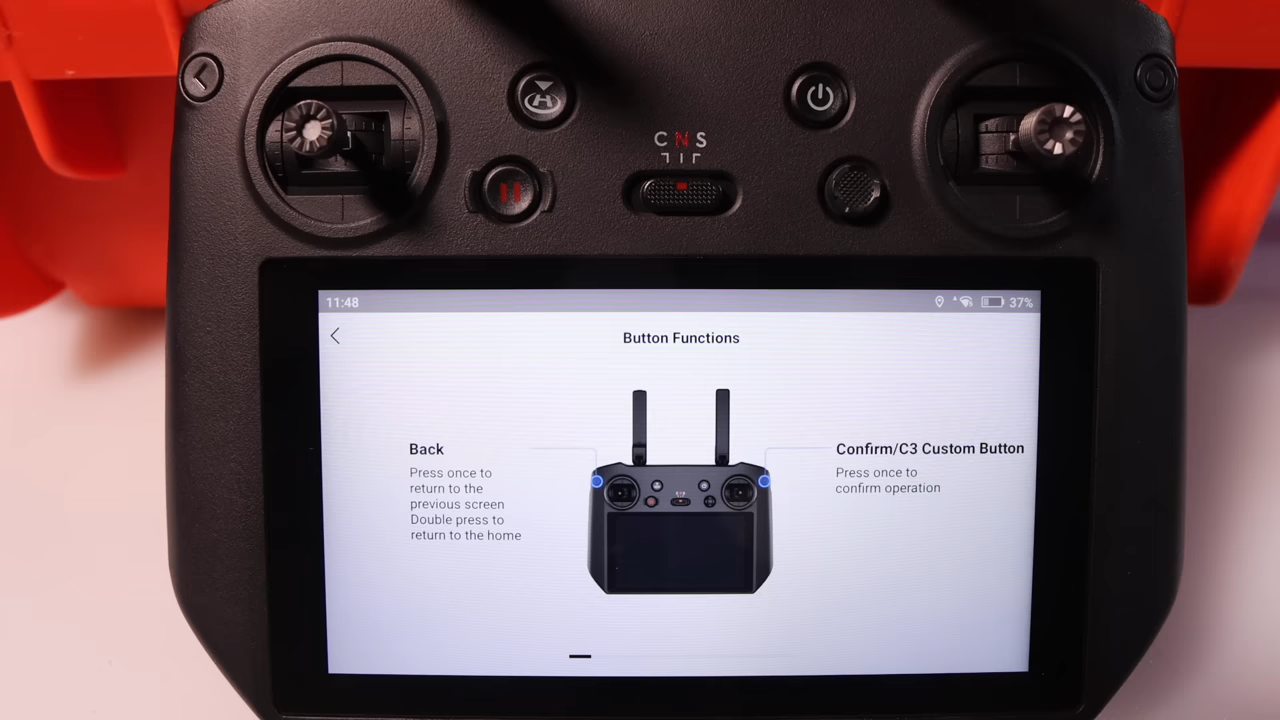 C N S
11:48
37%
Button Functions
Back
Press once to
return to the
previous screen
Double press to
return to the home
Confirm/C3 Custom Button
Press once to
confirm operation